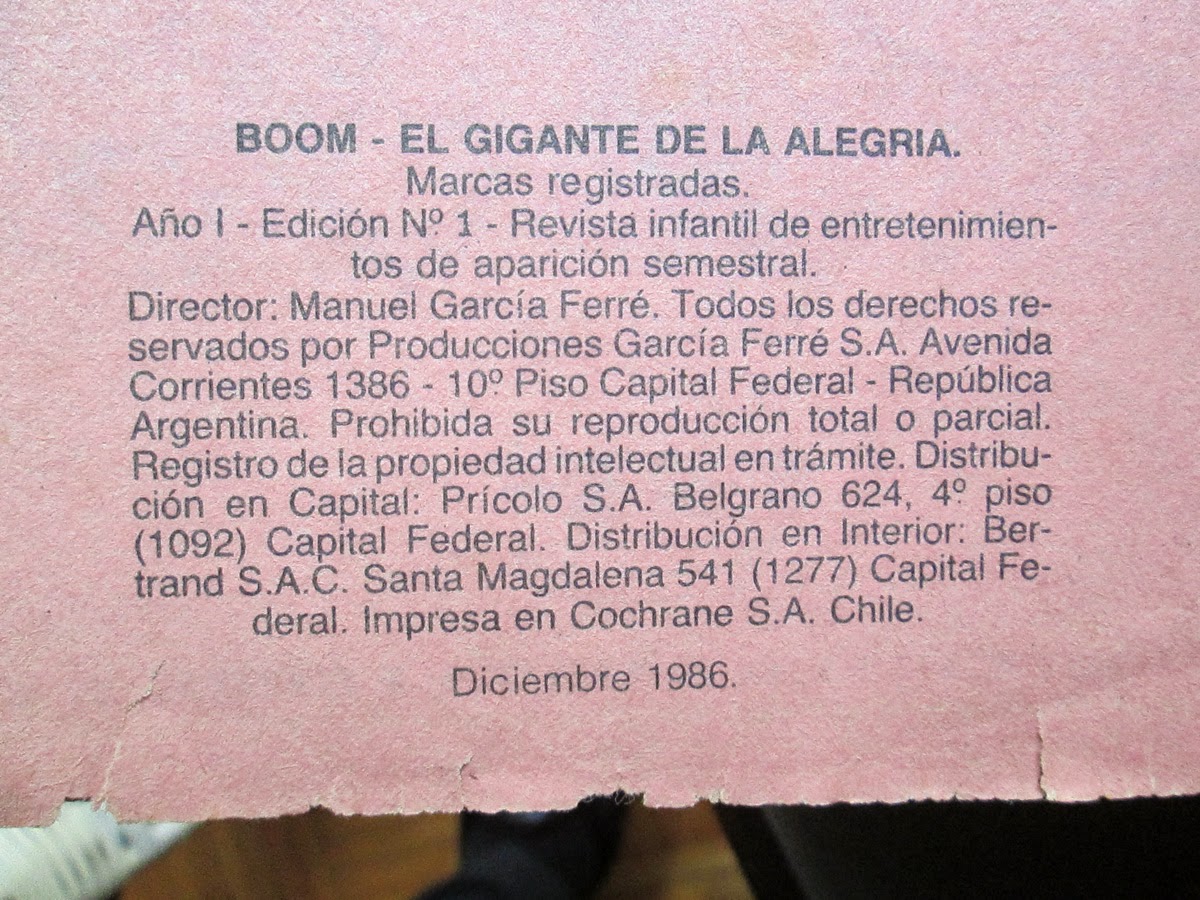 BOOM - EL GIGANTE DE LA ALEGRIA.
Marcas registradas.
Año I - Edición Nº 1 - Revista infantil de entretenimien-
tos de aparición semestral.
Director: Manuel García Ferré. Todos los derechos re-
servados por Producciones García Ferré S.A. Avenida
Corrientes 1386 - 10º Piso Capital Federal - República
Argentina. Prohibida su reproducción total o parcial.
Registro de la propiedad intelectual en trámite. Distribu-
ción en Capital: Prícolo S.A. Belgrano 624, 4º piso
(1092) Capital Federal. Distribución en Interior: Ber-
trand S.A.C. Santa Magdalena 541 (1277) Capital Fe-
deral. Impresa en Cochrane S.A. Chile.
Diciembre 1986.